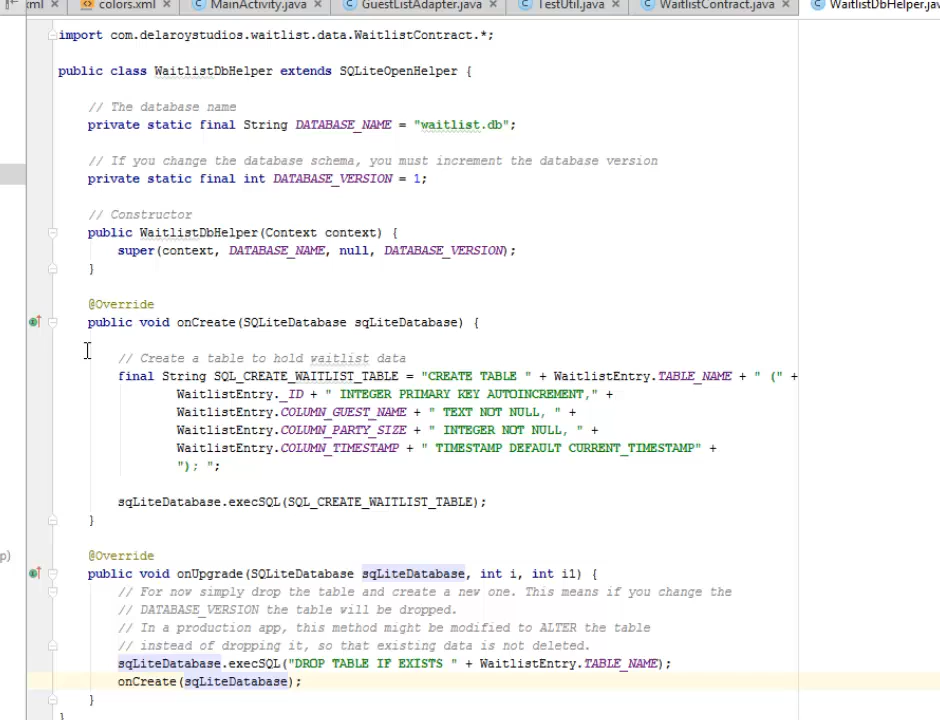 ml colors.xml MainActivity.java GuestListAdapter.java TestUtil.java WaitlistContract.java WaitlistDbHelper.jav
import com.delaroystudios.waitlist.data.WaitlistContract.*;
public class WaitlistDbHelper extends SQLiteOpenHelper {
// The database name
private static final String DATABASE_NAME = "waitlist.db";
// If you change the database schema, you must increment the database version
private static final int DATABASE_VERSION = 1;
// Constructor
public WaitlistDbHelper(Context context) {
super(context, DATABASE_NAME, null, DATABASE_VERSION);
}
@Override
public void onCreate(SQLiteDatabase sqLiteDatabase) {
// Create a table to hold waitlist data
final String SQL_CREATE_WAITLIST_TABLE = "CREATE TABLE " + WaitlistEntry.TABLE_NAME + " (" +
WaitlistEntry._ID + " INTEGER PRIMARY KEY AUTOINCREMENT," +
WaitlistEntry.COLUMN_GUEST_NAME + " TEXT NOT NULL, " +
WaitlistEntry.COLUMN_PARTY_SIZE + " INTEGER NOT NULL, " +
WaitlistEntry.COLUMN_TIMESTAMP + " TIMESTAMP DEFAULT CURRENT_TIMESTAMP" +
"); ";
sqLiteDatabase.execSQL(SQL_CREATE_WAITLIST_TABLE);
}
p)
@Override
public void onUpgrade(SQLiteDatabase sqLiteDatabase, int i, int i1) {
// For now simply drop the table and create a new one. This means if you change the
// DATABASE_VERSION the table will be dropped.
// In a production app, this method might be modified to ALTER the table
// instead of dropping it, so that existing data is not deleted.
sqLiteDatabase.execSQL("DROP TABLE IF EXISTS " + WaitlistEntry.TABLE_NAME);
onCreate(sqLiteDatabase);
}
}